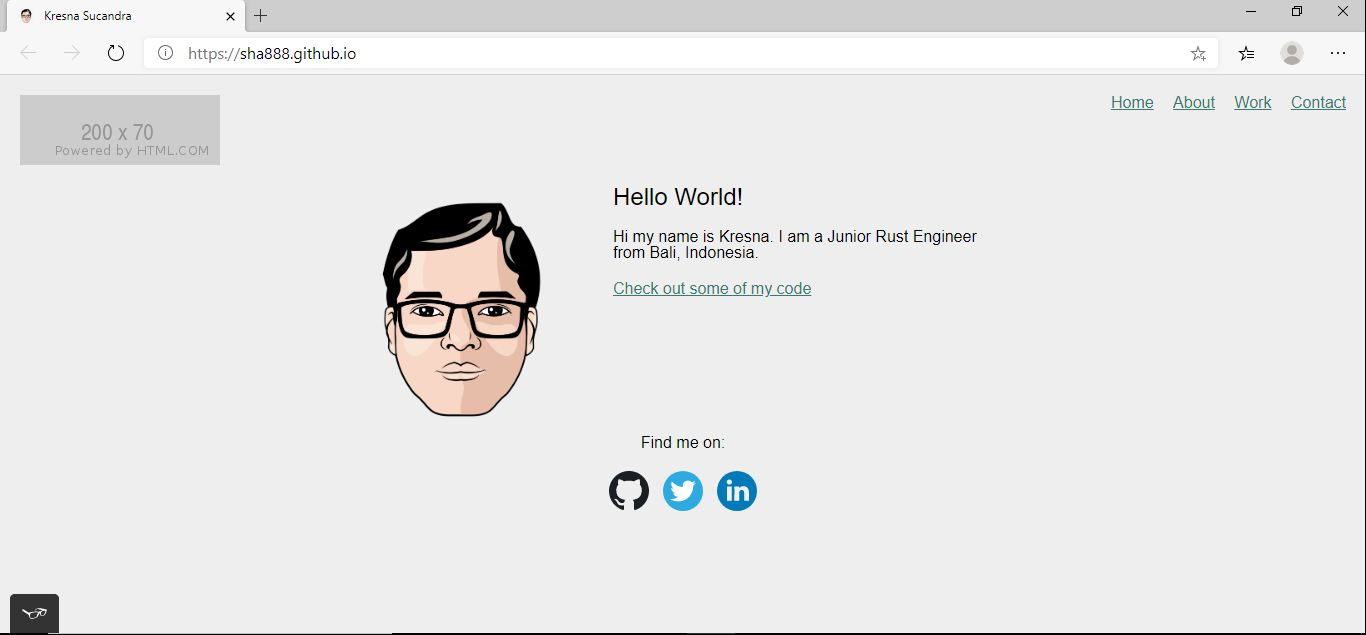 Kresna Sucandra
https://sha888.github.io
200 x 70
Powered by HTML.COM
Home About Work Contact
Hello World!
Hi my name is Kresna. I am a Junior Rust Engineer
from Bali, Indonesia.
Check out some of my code
Find me on:
in